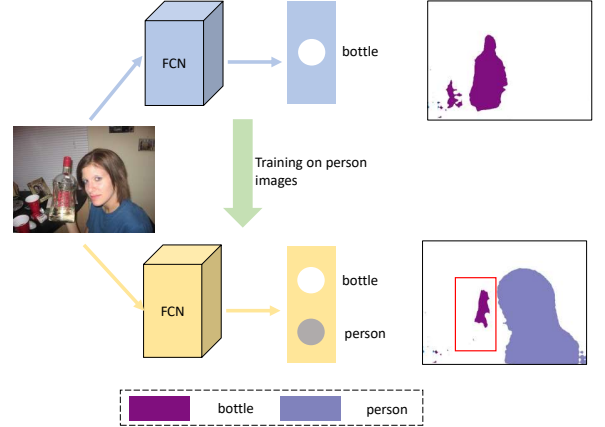 FCN
bottle
Training on person
images
FCN
bottle
person
bottle person